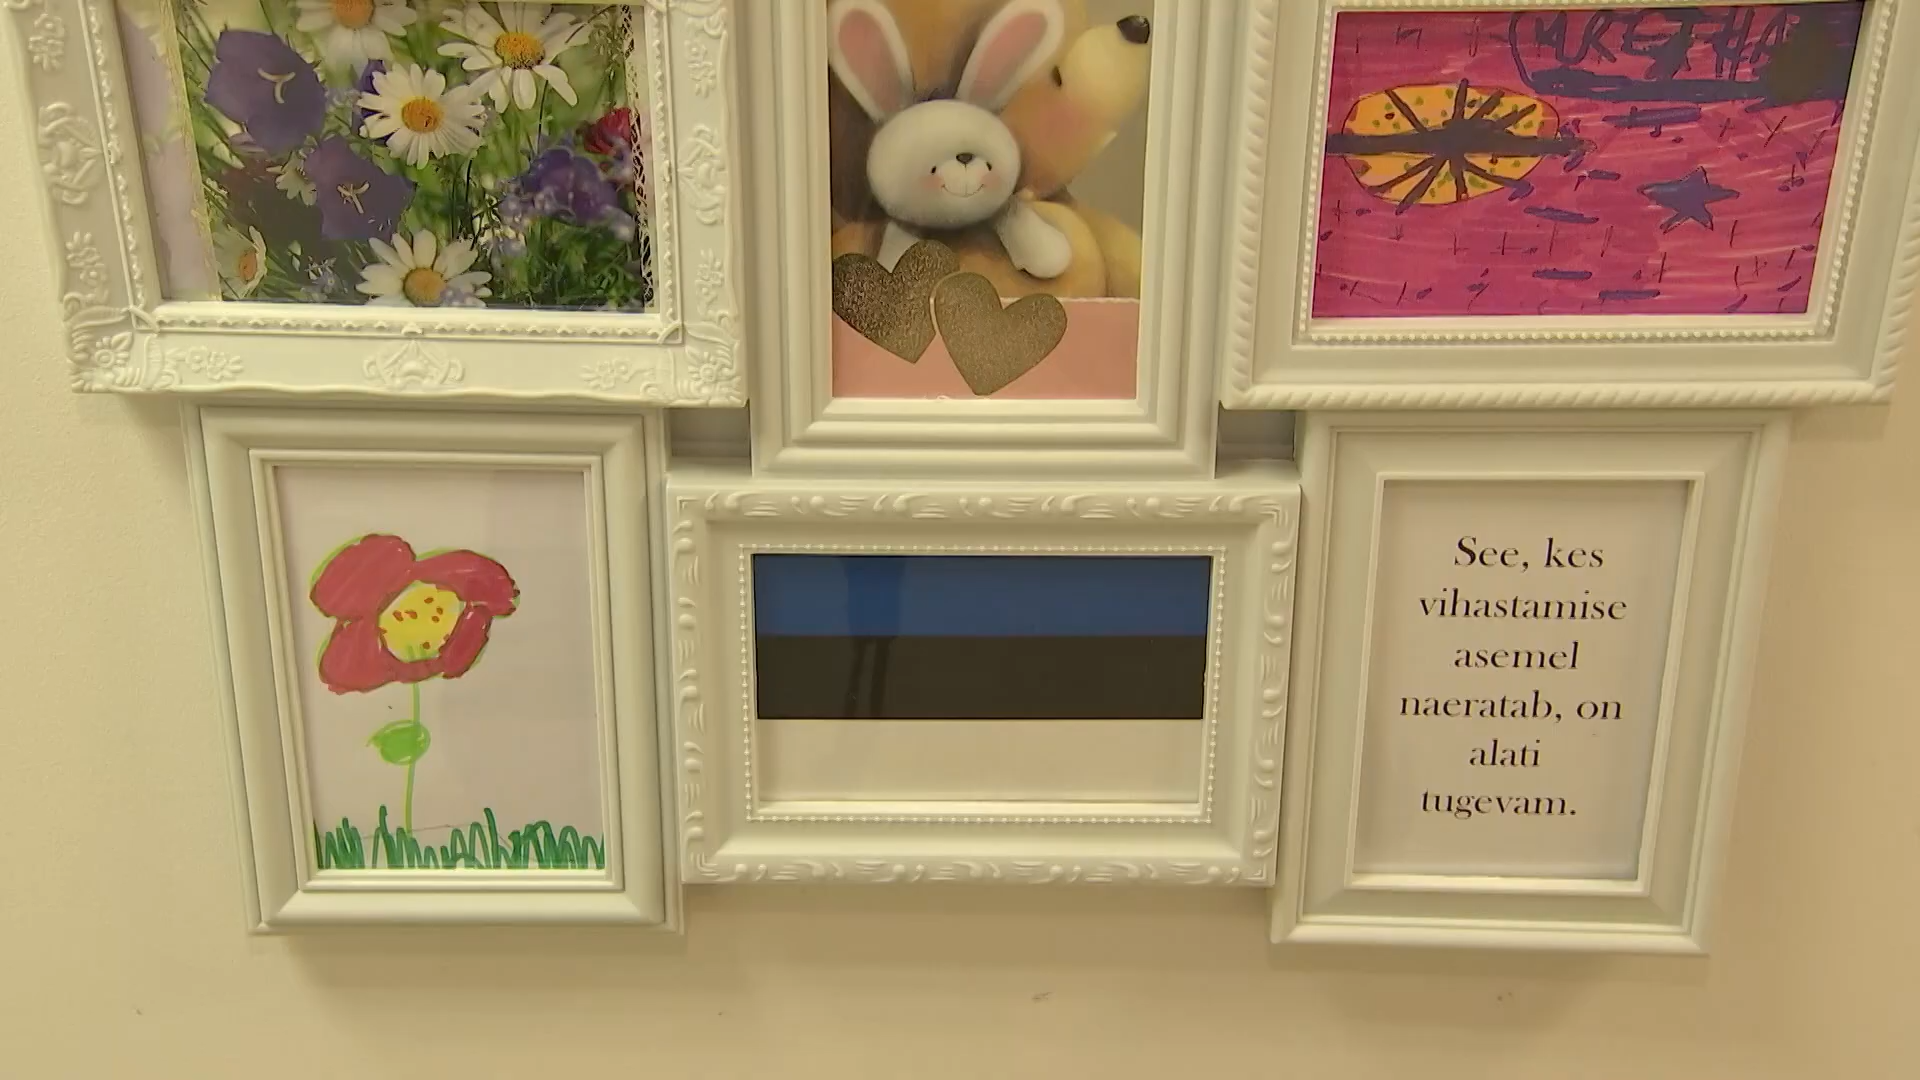 See, kes
vihastamise
asemel
naeratab, on
alati
tugevam.